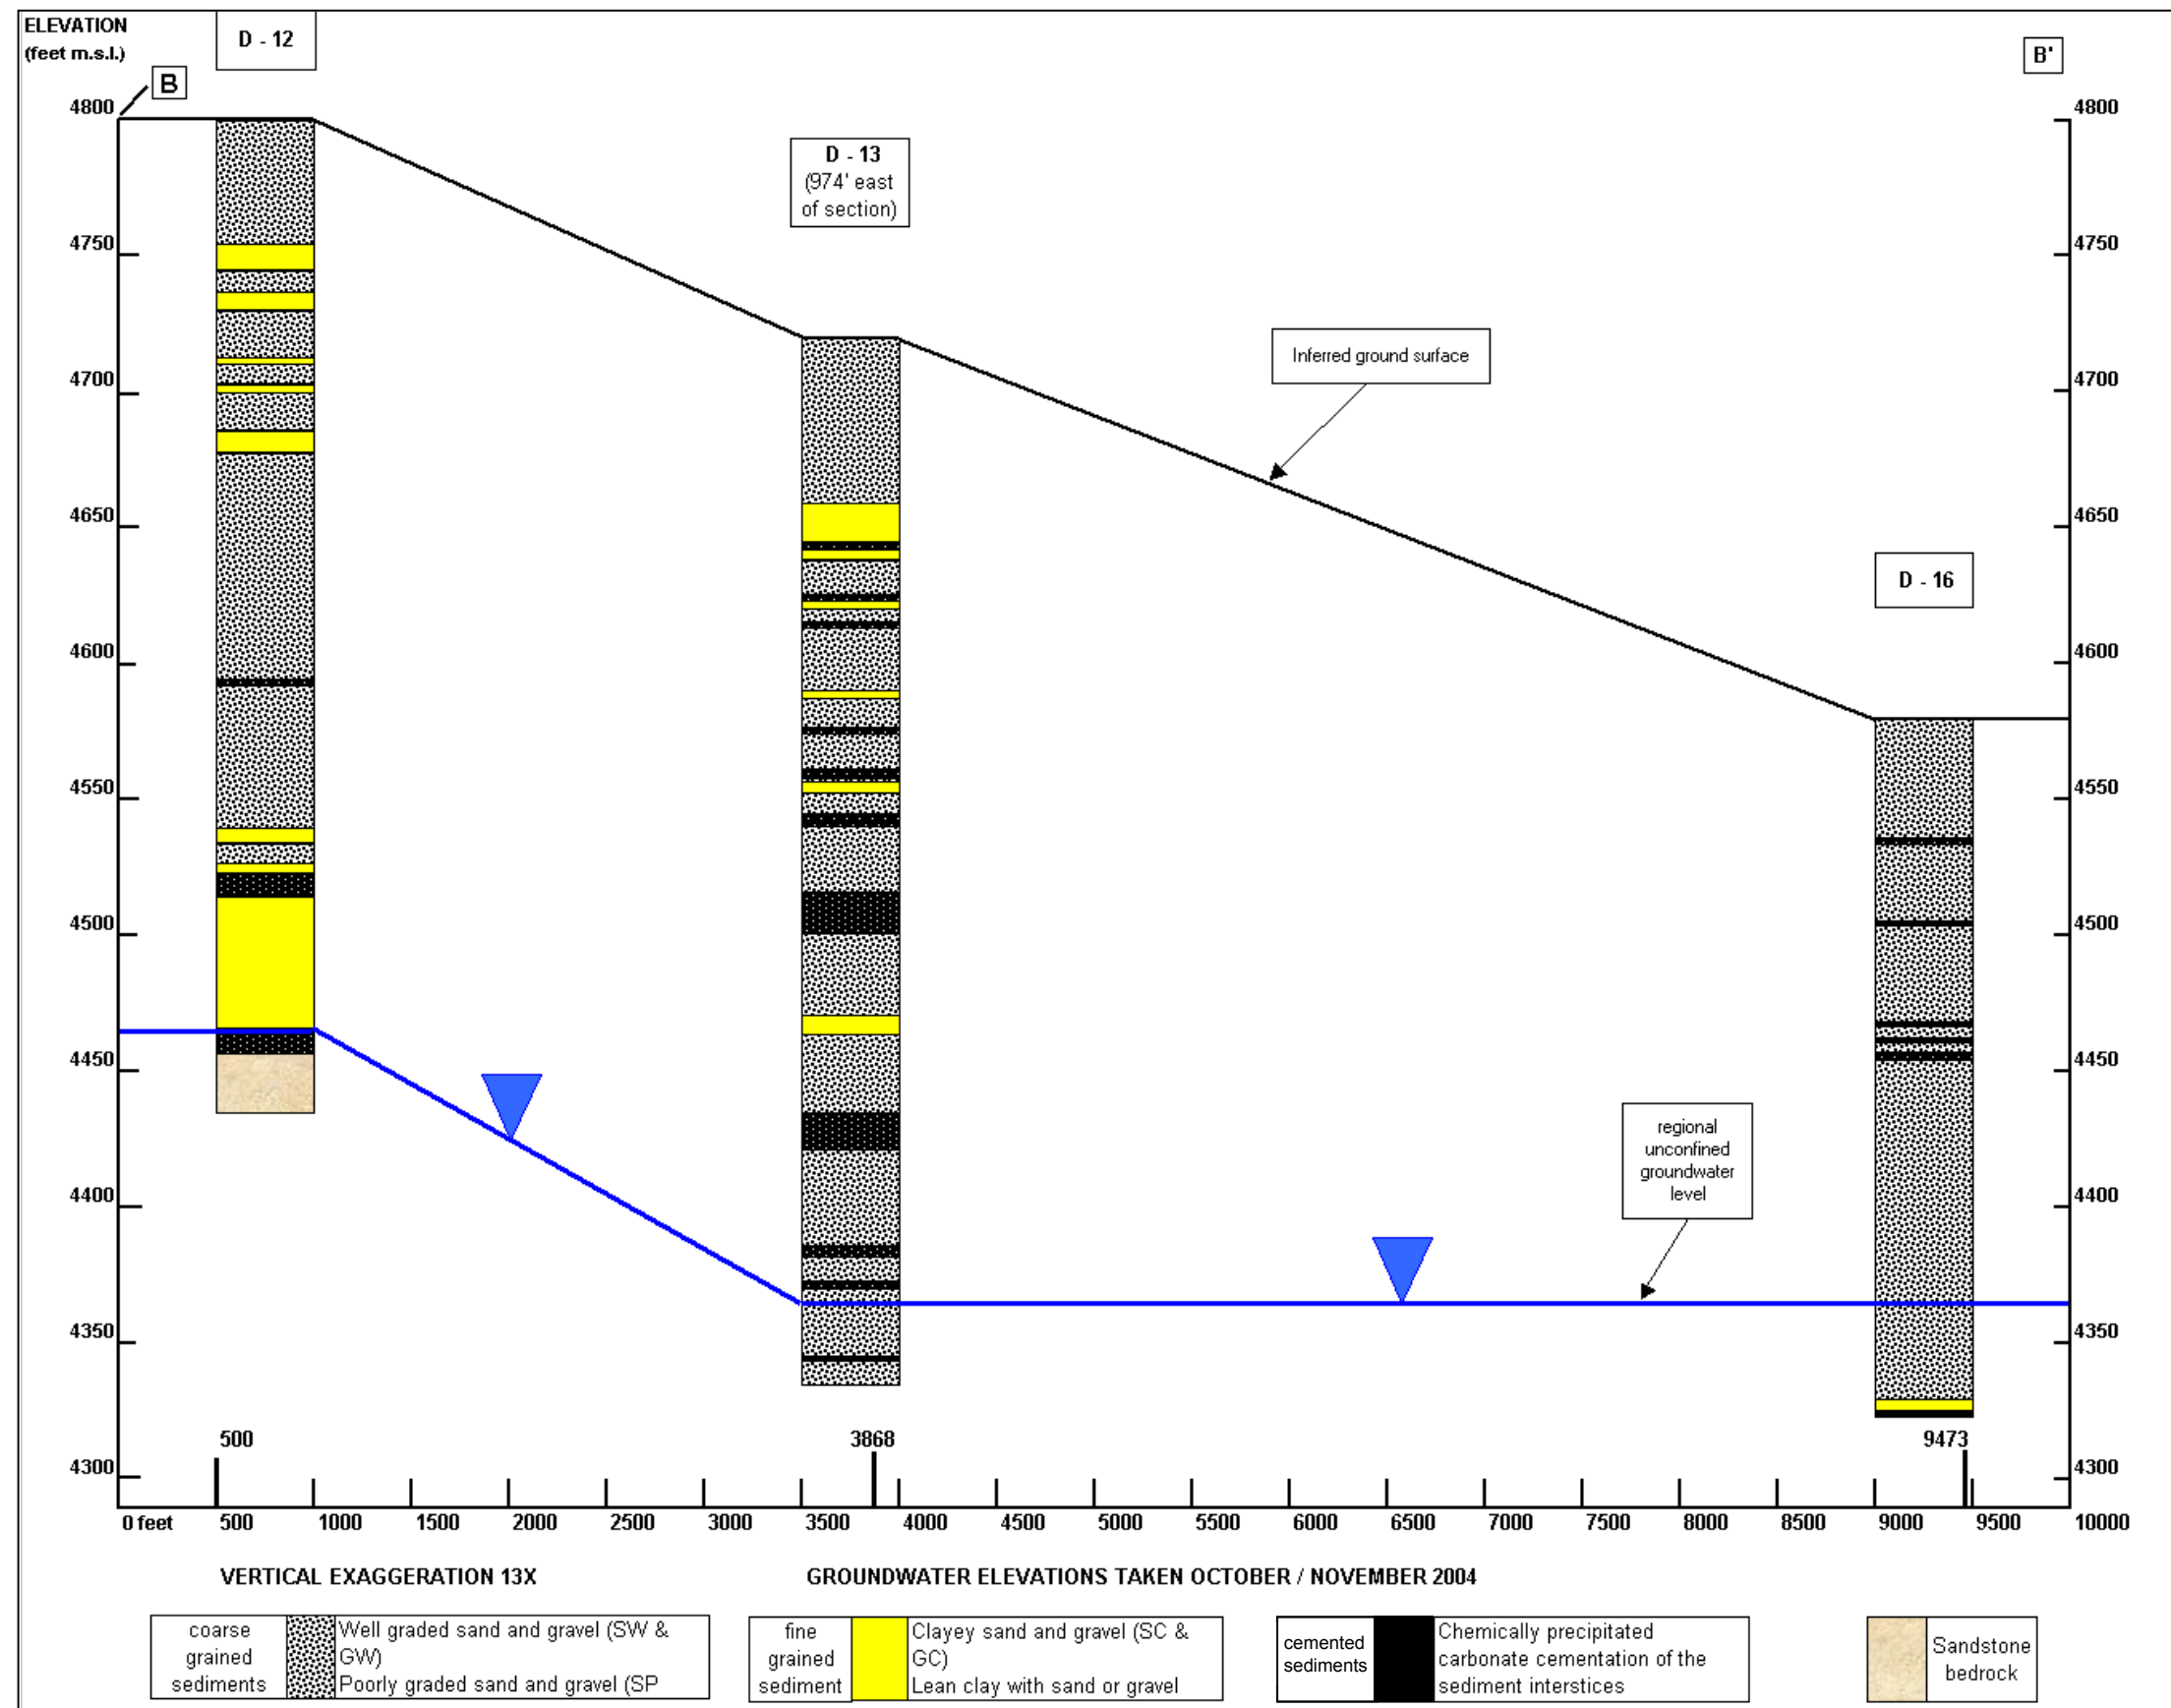 ELEVATION
(feet m.s.l.)
D - 12
B
B'
D - 13
(974' east
of section)
Inferred ground surface
D - 16
regional
unconfined
groundwater
level
4800
4750
4700
4650
4600
4550
4500
4450
4400
4350
4300
4800
4750
4700
4650
4600
4550
4500
4450
4400
4350
4300
500
3868
9473
0 feet 500 1000 1500 2000 2500 3000 3500 4000 4500 5000 5500 6000 6500 7000 7500 8000 8500 9000 9500 10000
VERTICAL EXAGGERATION 13X
GROUNDWATER ELEVATIONS TAKEN OCTOBER / NOVEMBER 2004
coarse
grained
sediments
Well graded sand and gravel (SW &
GW)
Poorly graded sand and gravel (SP
fine
grained
sediment
Clayey sand and gravel (SC &
GC)
Lean clay with sand or gravel
cemented
sediments
Chemically precipitated
carbonate cementation of the
sediment interstices
Sandstone
bedrock